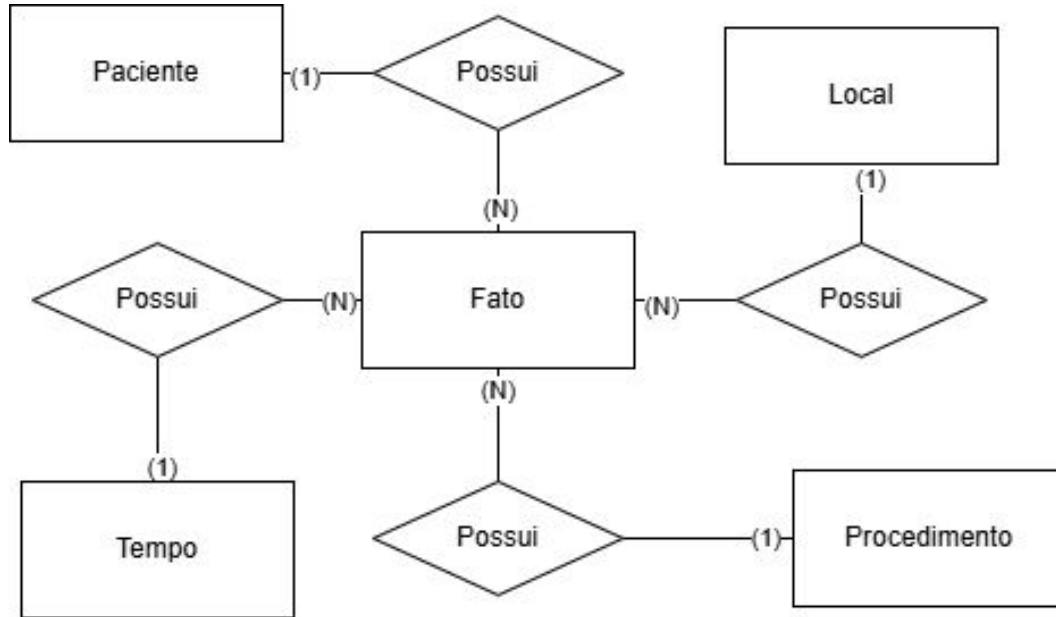 Paciente
(1)
Possui
Local
(1)
(N)
Possui
(N)
Fato
(N)
Possui
(N)
(1)
Tempo
Possui
(1)
Procedimento